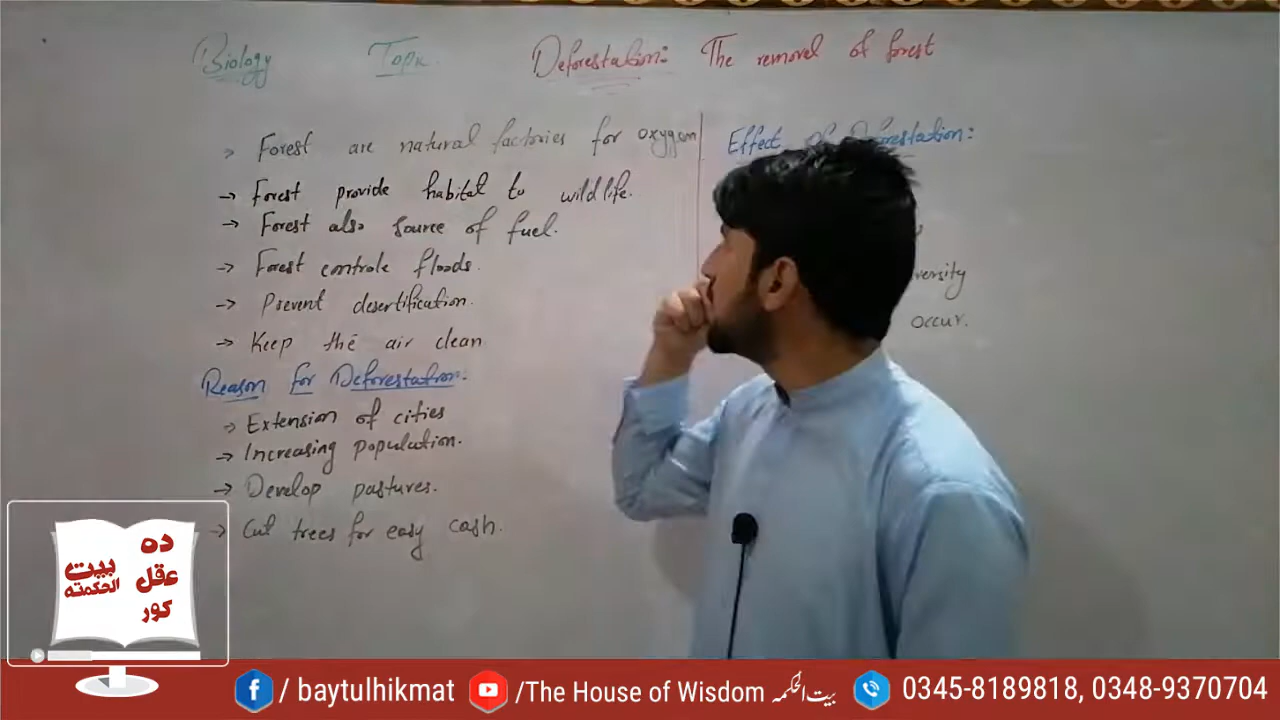 Biology Topic Deforestation: The removal of forest
→ Forest are natural factories for oxygen
→ Forest provide habitat to wildlife.
→ Forest also source of fuel.
→ Forest controle floods.
→ Prevent desertification.
→ Keep the air clean
Reason for Deforestation:
→ Extension of cities
→ Increasing population.
→ Develop pastures.
→ Cut trees for easy cash.
Effect of Deforestation:
versity
occur.
ده
عقل
کور
بیت
الحکمته
/ baytulhikmat
/The House of Wisdom بیت الحکمہ
0345-8189818, 0348-9370704